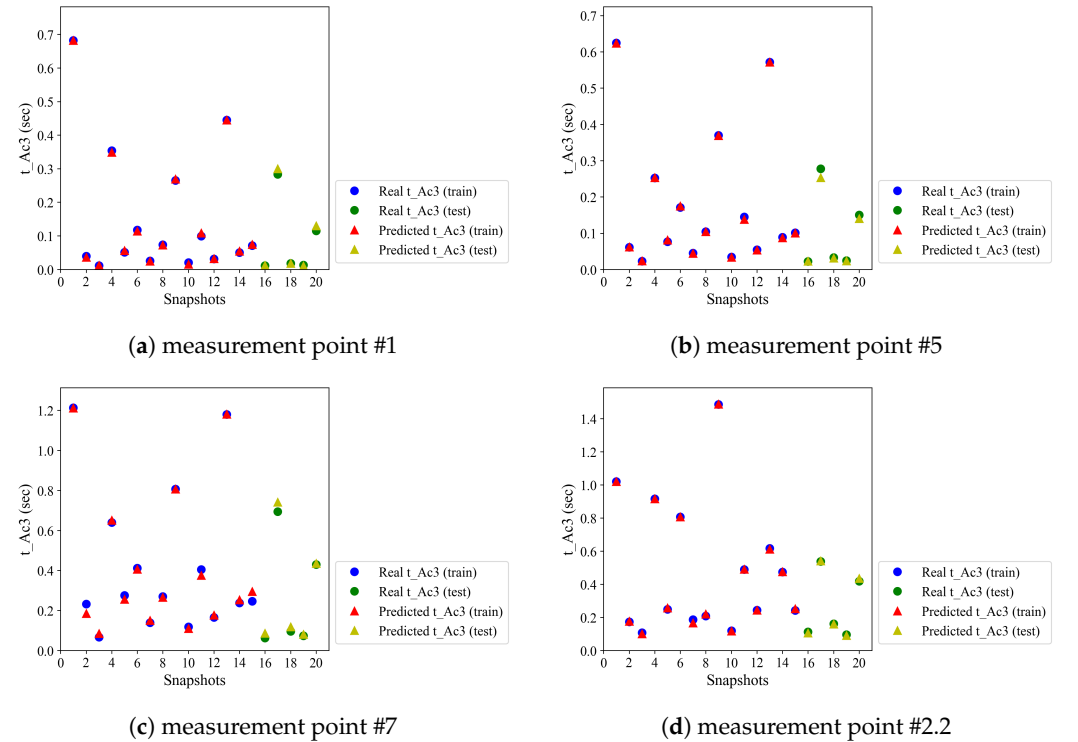 0.7
0.6
0.5
0.4
0.3
0.2
0.1
0.0
t_Ac3 (sec)
0 2 4 6 8 10 12 14 16 18 20
Snapshots
Real t_Ac3 (train)
Real t_Ac3 (test)
Predicted t_Ac3 (train)
Predicted t_Ac3 (test)
(a) measurement point #1
0.7
0.6
0.5
0.4
0.3
0.2
0.1
0.0
t_Ac3 (sec)
0 2 4 6 8 10 12 14 16 18 20
Snapshots
Real t_Ac3 (train)
Real t_Ac3 (test)
Predicted t_Ac3 (train)
Predicted t_Ac3 (test)
(b) measurement point #5
1.2
1.0
0.8
0.6
0.4
0.2
0.0
t_Ac3 (sec)
0 2 4 6 8 10 12 14 16 18 20
Snapshots
Real t_Ac3 (train)
Real t_Ac3 (test)
Predicted t_Ac3 (train)
Predicted t_Ac3 (test)
(c) measurement point #7
1.4
1.2
1.0
0.8
0.6
0.4
0.2
0.0
t_Ac3 (sec)
0 2 4 6 8 10 12 14 16 18 20
Snapshots
Real t_Ac3 (train)
Real t_Ac3 (test)
Predicted t_Ac3 (train)
Predicted t_Ac3 (test)
(d) measurement point #2.2